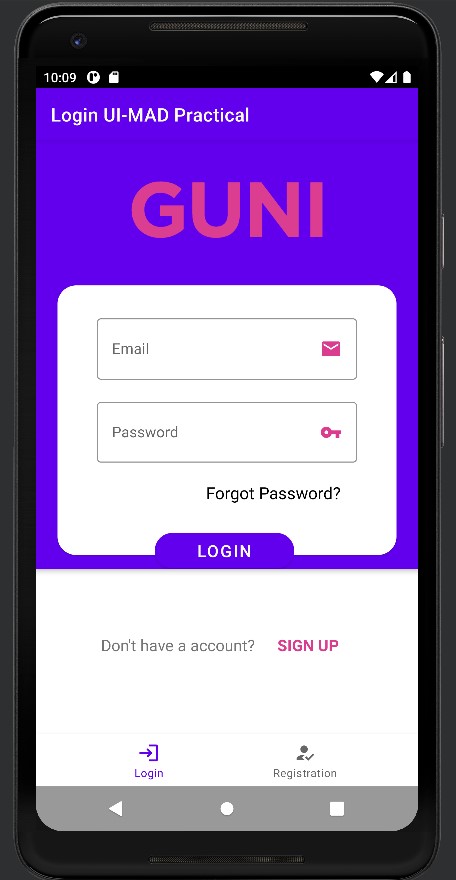 10:09
Login UI-MAD Practical
GUNI
Email
Password
Forgot Password?
LOGIN
Don't have a account? SIGN UP
Login Registration